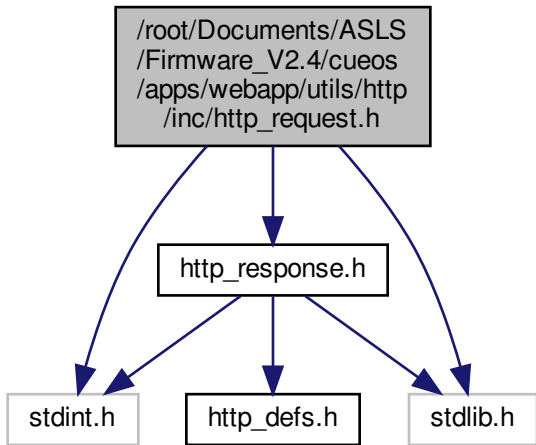 /root/Documents/ASLS
/Firmware_V2.4/cueos
/apps/webapp/utils/http
/inc/http_request.h
http_response.h
stdint.h
http_defs.h
stdlib.h